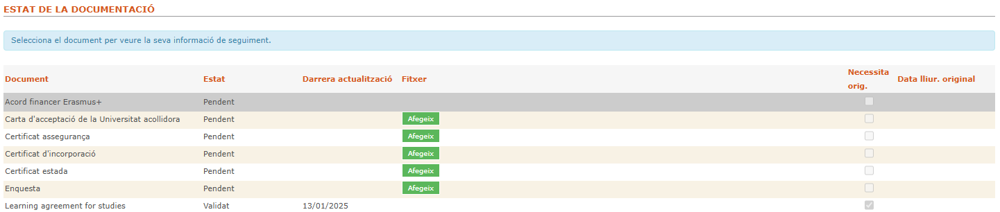 ESTAT DE LA DOCUMENTACIÓ
Selecciona el document per veure la seva informació de seguiment.
Document Estat Darrera actualització Fitxer Necessita orig. Data lliur. original
Acord financer Erasmus+ Pendent
Carta d'acceptació de la Universitat acollidora Pendent Afegeix
Certificat assegurança Pendent Afegeix
Certificat d'incorporació Pendent Afegeix
Certificat estada Pendent Afegeix
Enquesta Pendent Afegeix
Learning agreement for studies Validat 13/01/2025